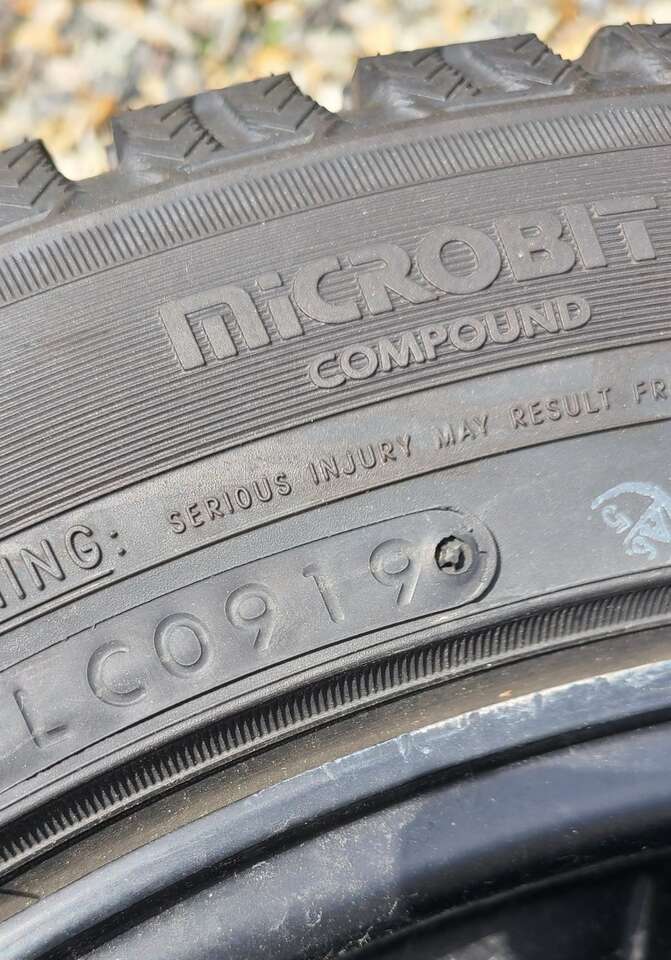 MICROBIT
COMPOUND
NING: SERIOUS INJURY MAY RESULT FR
LC0919